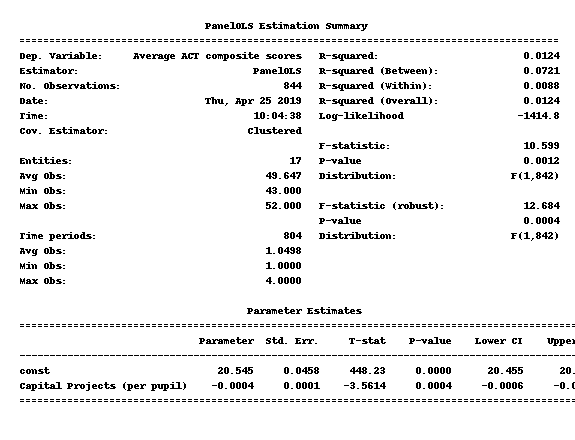 PanelOLS Estimation Summary
Dep. Variable: Average ACT composite scores R-squared: 0.0124
Estimator: PanelOLS R-squared (Between): 0.0721
No. Observations: 844 R-squared (Within): 0.0088
Date: Thu, Apr 25 2019 R-squared (Overall): 0.0124
Time: 10:04:38 Log-likelihood -1414.8
Cov. Estimator: Clustered
F-statistic: 10.599
Entities: 17 P-value 0.0012
Avg Obs: 49.647 Distribution: F(1,842)
Min Obs: 43.000
Max Obs: 52.000 F-statistic (robust): 12.684
P-value 0.0004
Time periods: 804 Distribution: F(1,842)
Avg Obs: 1.0498
Min Obs: 1.0000
Max Obs: 4.0000
Parameter Estimates
Parameter Std. Err. T-stat P-value Lower CI Upper
const 20.545 0.0458 448.23 0.0000 20.455 20.
Capital Projects (per pupil) -0.0004 0.0001 -3.5614 0.0004 -0.0006 -0.0